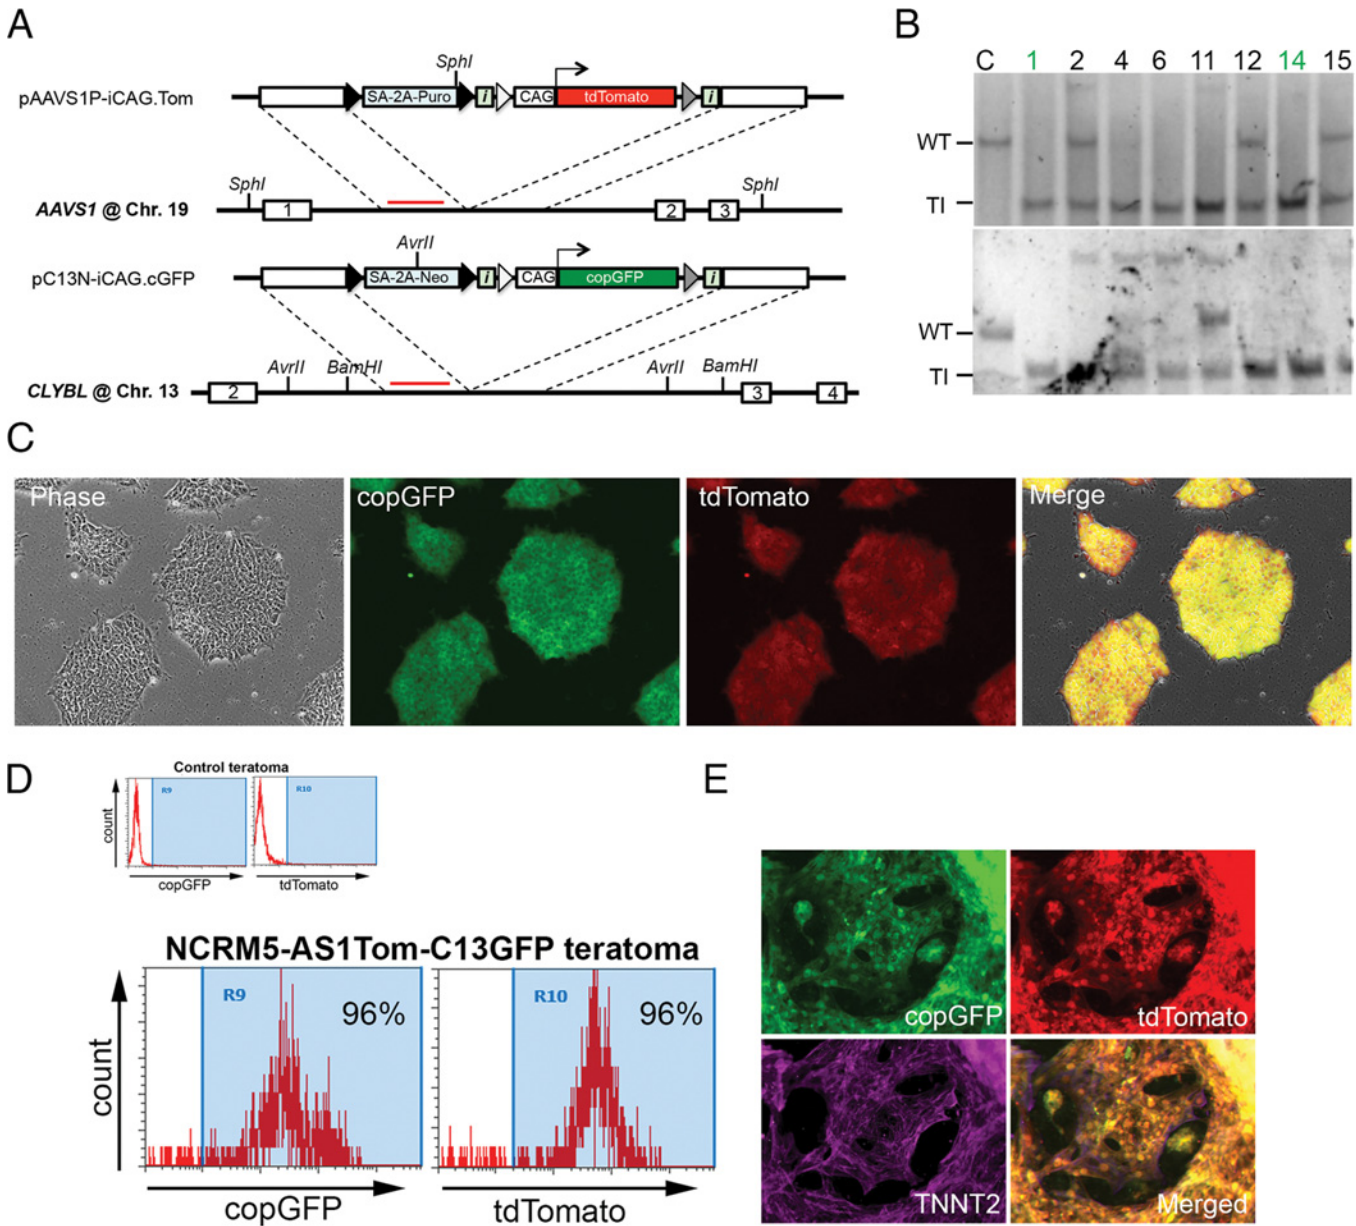 A
SphI
pAAVS1P-iCAG.Tom
SA-2A-Puro
i
CAG
tdTomato
i
SphI
SphI
AAVS1 @ Chr. 19
1
2
3
AvrII
pC13N-iCAG.cGFP
SA-2A-Neo
i
CAG
copGFP
i
AvrII
BamHI
AvrII
BamHI
CLYBL @ Chr. 13
2
3
4
B
C 1 2 4 6 11 12 14 15
WT
TI
WT
TI
C
Phase
copGFP
tdTomato
Merge
D
Control teratoma
R9
R10
count
copGFP
tdTomato
NCRM5-AS1Tom-C13GFP teratoma
R9
96%
R10
96%
count
copGFP
tdTomato
E
copGFP
tdTomato
TNNT2
Merged